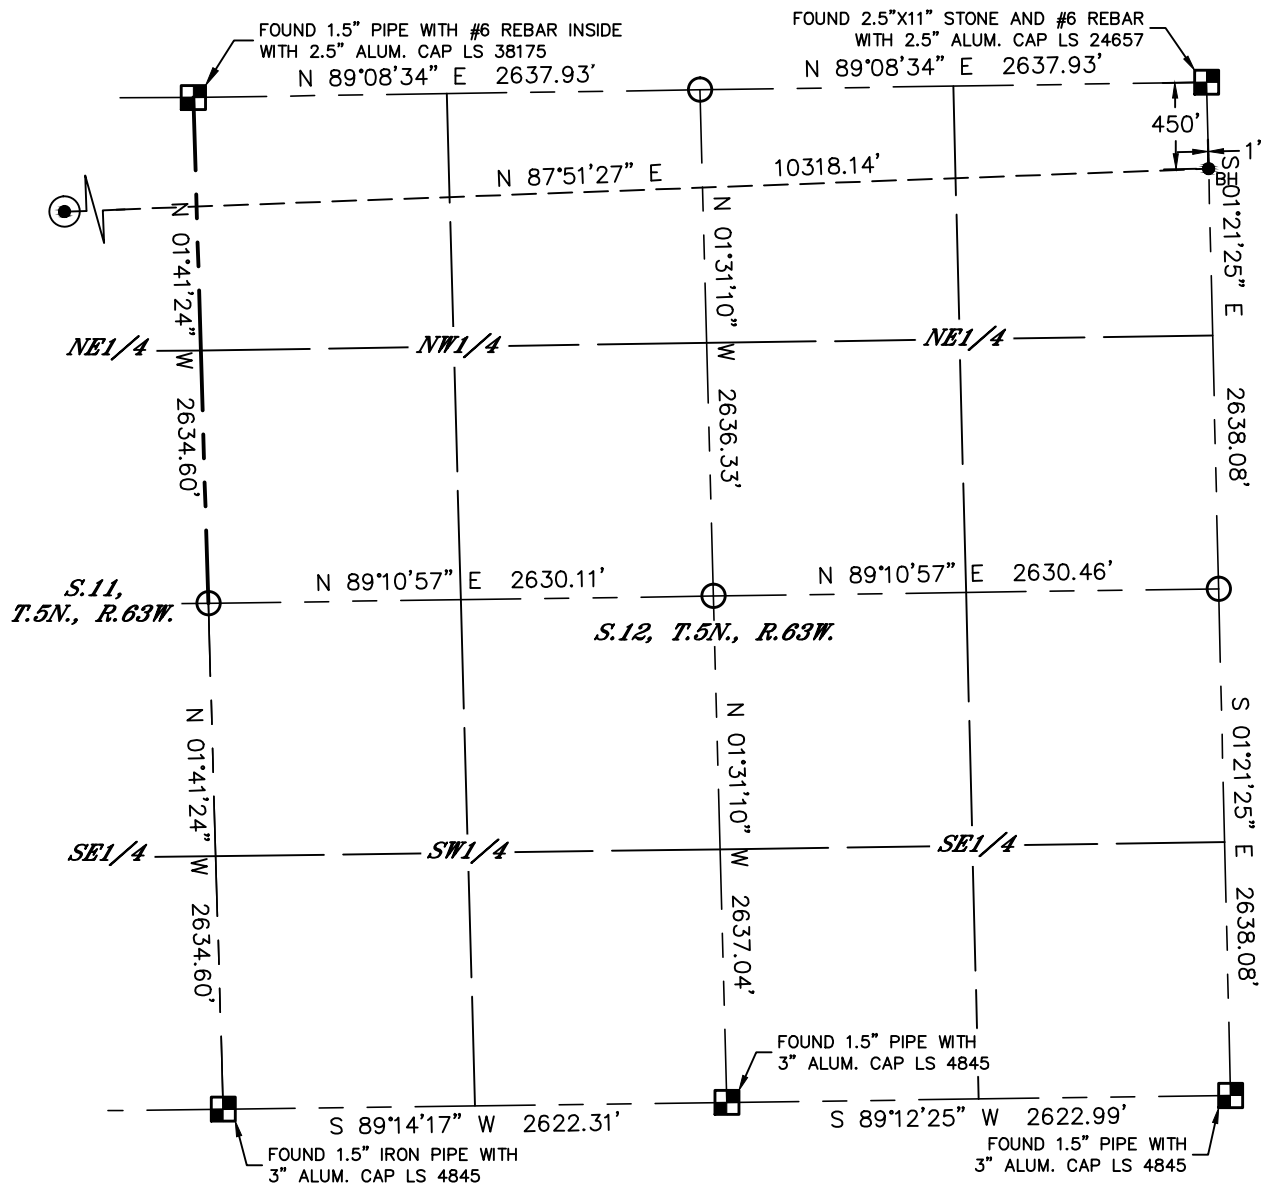 FOUND 1.5" PIPE WITH #6 REBAR INSIDE
WITH 2.5" ALUM. CAP LS 38175
FOUND 2.5"X11" STONE AND #6 REBAR
WITH 2.5" ALUM. CAP LS 24657
N 89°08'34" E 2637.93'
N 89°08'34" E 2637.93'
450'
1'
BH
N 87°51'27" E 10318.14'
N 01°41'24" W 2634.60'
N 01°31'10" W 2636.33'
S 01°21'25" E 2638.08'
NE1/4
NW1/4
NE1/4
N 89°10'57" E 2630.11'
N 89°10'57" E 2630.46'
S.11,
T.5N., R.63W.
S.12, T.5N., R.63W.
N 01°41'24" W 2634.60'
N 01°31'10" W 2637.04'
S 01°21'25" E 2638.08'
SE1/4
SW1/4
SE1/4
FOUND 1.5" PIPE WITH
3" ALUM. CAP LS 4845
S 89°14'17" W 2622.31'
S 89°12'25" W 2622.99'
FOUND 1.5" IRON PIPE WITH
3" ALUM. CAP LS 4845
FOUND 1.5" PIPE WITH
3" ALUM. CAP LS 4845